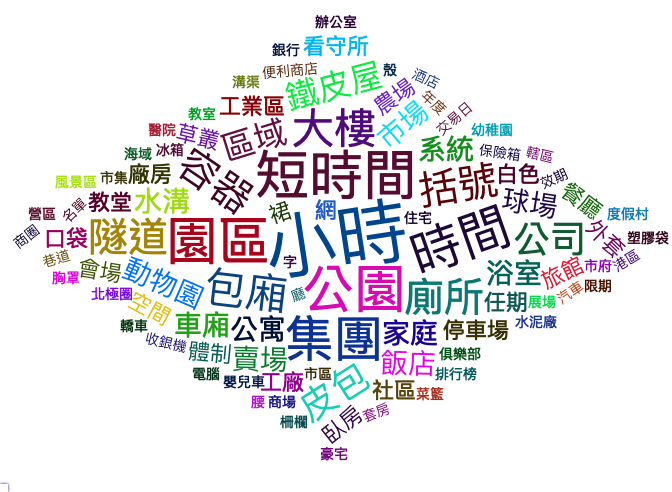 辦公室
銀行
看守所
溝渠
便利商店
鐵皮屋
殼
酒店
農場
年度
交易日
教室
工業區
大樓
市場
幼稚園
醫院
草叢
區域
系統
保險箱
轄區
海域
冰箱
容器
短時間
括號
白色
效期
風景區
市集
廠房
球場
餐廳
度假村
營區
名單
教堂
水溝
裙
網
住宅
外套
塑膠袋
商圈
口袋
隧道
園區
小時
時間
公司
港區
巷道
會場
動物園
字
浴室
旅館
市府
胸罩
北極圈
包廂
廳
公園
廁所
任期
展場
汽車
限期
空間
轎車
車廂
公寓
集團
家庭
停車場
水泥廠
收銀機
體制
賣場
飯店
俱樂部
電腦
嬰兒車
工廠
市區
皮包
社區
排行榜
菜籃
腰
商場
柵欄
臥房
套房
豪宅